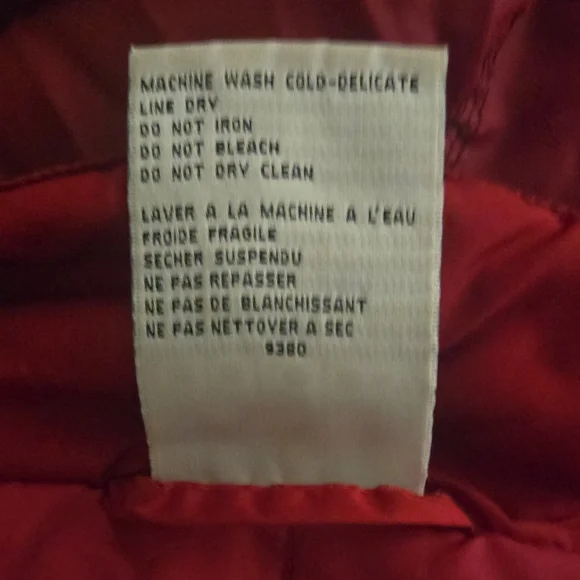 MACHINE WASH COLD-DELICATE
LINE DRY
DO NOT IRON
DO NOT BLEACH
DO NOT DRY CLEAN
LAVER A LA MACHINE A L'EAU
FROIDE FRAGILE
SECHER SUSPENDU
NE PAS REPASSER
NE PAS DE BLANCHISSANT
NE PAS NETTOYER A SEC
9380